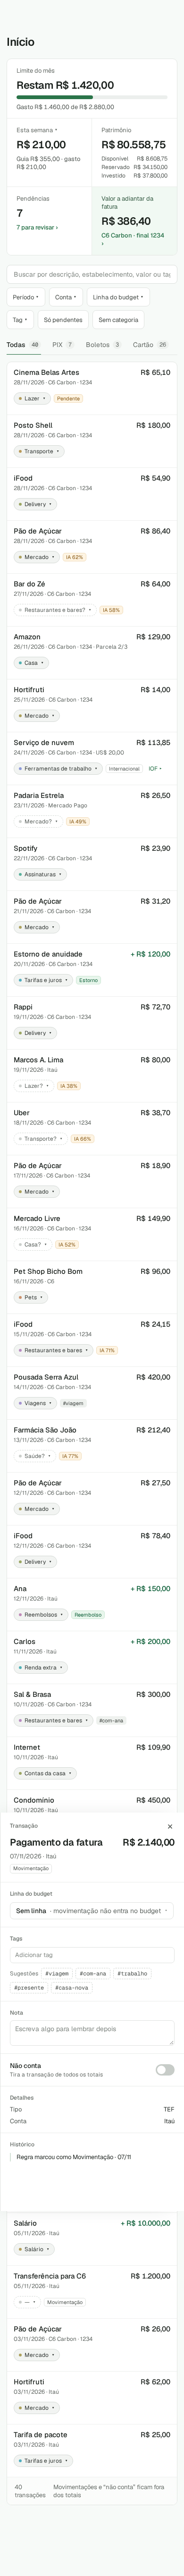 Início
Limite do mês
Restam R$ 1.420,00
Gasto R$ 1.460,00 de R$ 2.880,00
Esta semana
R$ 210,00
Guia R$ 355,00 · gasto
R$ 210,00
Patrimônio
R$ 80.558,75
Disponível R$ 8.608,75
Reservado R$ 34.150,00
Investido R$ 37.800,00
Pendências
7
7 para revisar ›
Valor a adiantar da
fatura
R$ 386,40
C6 Carbon · final 1234
›
Buscar por descrição, estabelecimento, valor ou tag
Período
Conta
Linha do budget
Tag
Só pendentes
Sem categoria
Todas 40
PIX 7
Boletos 3
Cartão 26
Cinema Belas Artes R$ 65,10
28/11/2026 · C6 Carbon · 1234
Lazer Pendente
Posto Shell R$ 180,00
28/11/2026 · C6 Carbon · 1234
Transporte
iFood R$ 54,90
28/11/2026 · C6 Carbon · 1234
Delivery
Pão de Açúcar R$ 86,40
28/11/2026 · C6 Carbon · 1234
Mercado IA 62%
Bar do Zé R$ 64,00
27/11/2026 · C6 Carbon · 1234
Restaurantes e bares? IA 58%
Amazon R$ 129,00
26/11/2026 · C6 Carbon · 1234 · Parcela 2/3
Casa
Hortifruti R$ 14,00
25/11/2026 · C6 Carbon · 1234
Mercado
Serviço de nuvem R$ 113,85
24/11/2026 · C6 Carbon · 1234 · US$ 20,00
Ferramentas de trabalho Internacional IOF
Padaria Estrela R$ 26,50
23/11/2026 · Mercado Pago
Mercado? IA 49%
Spotify R$ 23,90
22/11/2026 · C6 Carbon · 1234
Assinaturas
Pão de Açúcar R$ 31,20
21/11/2026 · C6 Carbon · 1234
Mercado
Estorno de anuidade + R$ 120,00
20/11/2026 · C6 Carbon · 1234
Tarifas e juros Estorno
Rappi R$ 72,70
19/11/2026 · C6 Carbon · 1234
Delivery
Marcos A. Lima R$ 80,00
19/11/2026 · Itaú
Lazer? IA 38%
Uber R$ 38,70
18/11/2026 · C6 Carbon · 1234
Transporte? IA 66%
Pão de Açúcar R$ 18,90
17/11/2026 · C6 Carbon · 1234
Mercado
Mercado Livre R$ 149,90
16/11/2026 · C6 Carbon · 1234
Casa? IA 52%
Pet Shop Bicho Bom R$ 96,00
16/11/2026 · C6
Pets
iFood R$ 24,15
15/11/2026 · C6 Carbon · 1234
Restaurantes e bares IA 71%
Pousada Serra Azul R$ 420,00
14/11/2026 · C6 Carbon · 1234
Viagens #viagem
Farmácia São João R$ 212,40
13/11/2026 · C6 Carbon · 1234
Saúde? IA 77%
Pão de Açúcar R$ 27,50
12/11/2026 · C6 Carbon · 1234
Mercado
iFood R$ 78,40
12/11/2026 · C6 Carbon · 1234
Delivery
Ana + R$ 150,00
12/11/2026 · Itaú
Reembolsos Reembolso
Carlos + R$ 200,00
11/11/2026 · Itaú
Renda extra
Sal & Brasa R$ 300,00
10/11/2026 · C6 Carbon · 1234
Restaurantes e bares #com-ana
Internet R$ 109,90
10/11/2026 · Itaú
Contas da casa
Condomínio R$ 450,00
10/11/2026 · Itaú
Transação ×
Pagamento da fatura R$ 2.140,00
07/11/2026 · Itaú
Movimentação
Linha do budget
Sem linha · movimentação não entra no budget
Tags
Adicionar tag
Sugestões #viagem #com-ana #trabalho
#presente #casa-nova
Nota
Escreva algo para lembrar depois
Não conta
Tira a transação de todos os totais
Detalhes
Tipo TEF
Conta Itaú
Histórico
Regra marcou como Movimentação · 07/11
Salário + R$ 10.000,00
05/11/2026 · Itaú
Salário
Transferência para C6 R$ 1.200,00
05/11/2026 · Itaú
— Movimentação
Pão de Açúcar R$ 26,00
03/11/2026 · C6 Carbon · 1234
Mercado
Hortifruti R$ 62,00
03/11/2026 · Itaú
Mercado
Tarifa de pacote R$ 25,00
03/11/2026 · Itaú
Tarifas e juros
40
transações
Movimentações e “não conta” ficam fora
dos totais